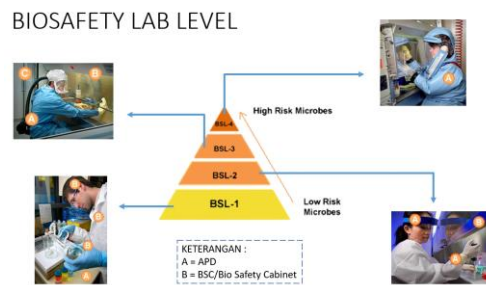 BIOSAFETY LAB LEVEL
C
B
A
A
BSL-4
High Risk Microbes
BSL-3
BSL-2
BSL-1
Low Risk
Microbes
B
A
A
KETERANGAN :
A = APD
B = BSC/Bio Safety Cabinet